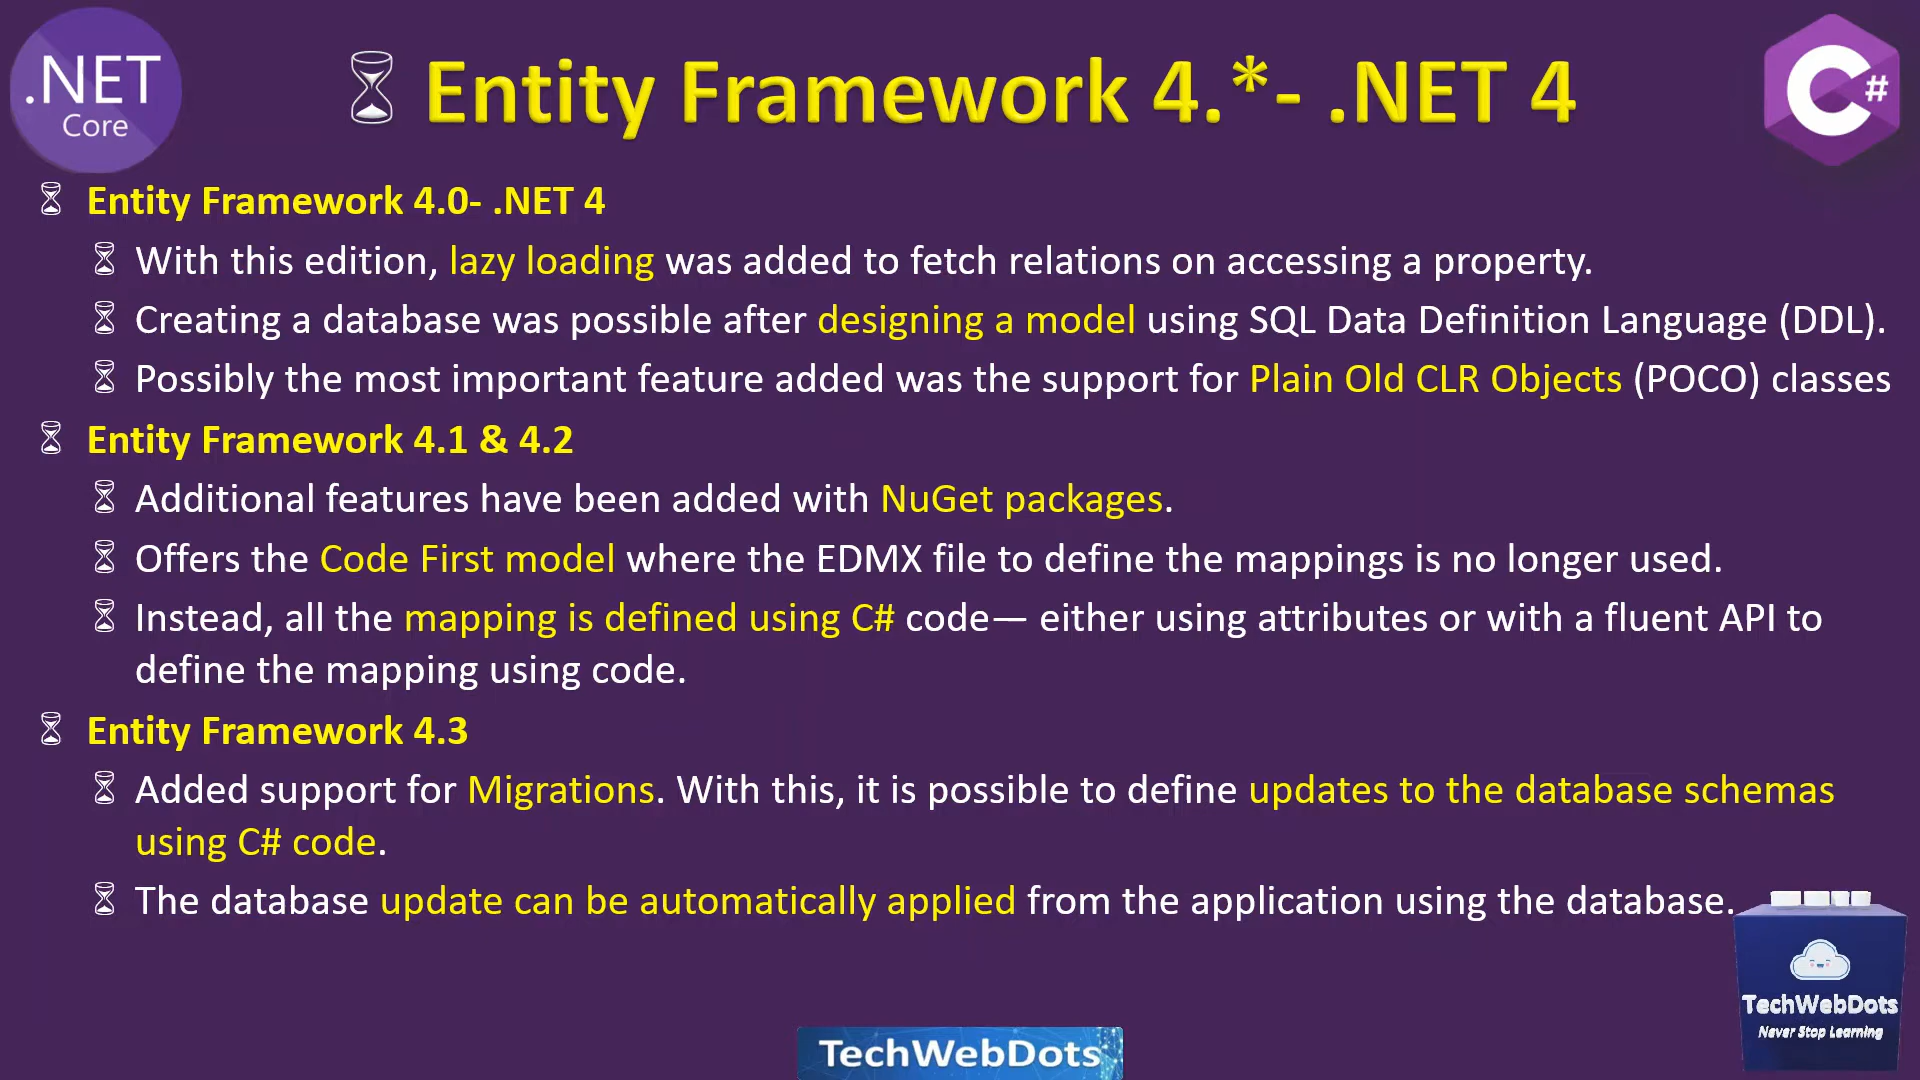 .NET
Core
Entity Framework 4.*- .NET 4
C#
Entity Framework 4.0- .NET 4
With this edition, lazy loading was added to fetch relations on accessing a property.
Creating a database was possible after designing a model using SQL Data Definition Language (DDL).
Possibly the most important feature added was the support for Plain Old CLR Objects (POCO) classes
Entity Framework 4.1 & 4.2
Additional features have been added with NuGet packages.
Offers the Code First model where the EDMX file to define the mappings is no longer used.
Instead, all the mapping is defined using C# code— either using attributes or with a fluent API to
define the mapping using code.
Entity Framework 4.3
Added support for Migrations. With this, it is possible to define updates to the database schemas
using C# code.
The database update can be automatically applied from the application using the database.
TechWebDots
Never Stop Learning
TechWebDots